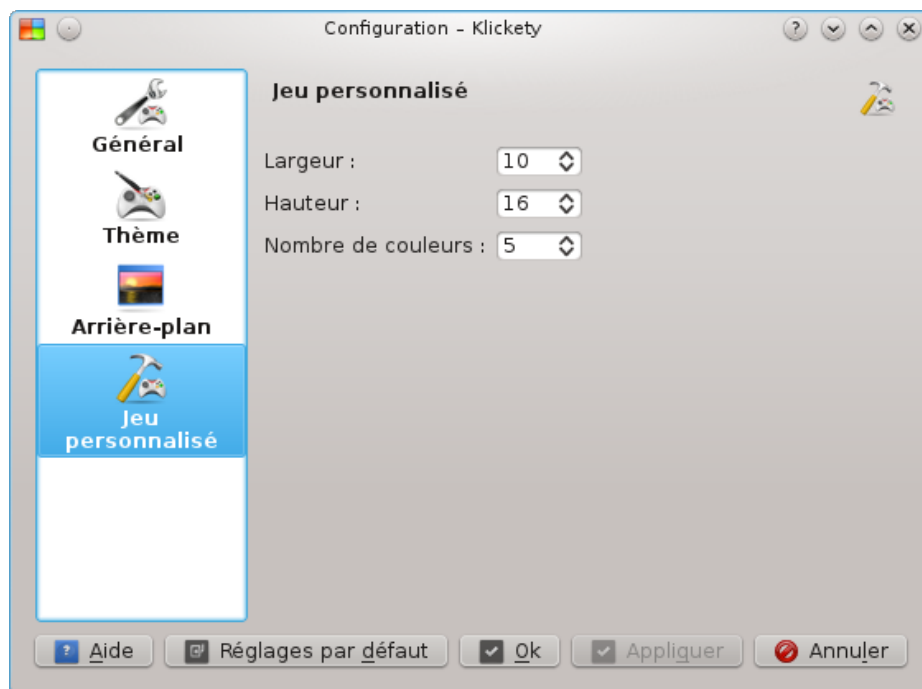 Configuration – Klickety
Général
Thème
Arrière-plan
Jeu
personnalisé
Jeu personnalisé
Largeur : 10
Hauteur : 16
Nombre de couleurs : 5
Aide Réglages par défaut Ok Appliquer Annuler